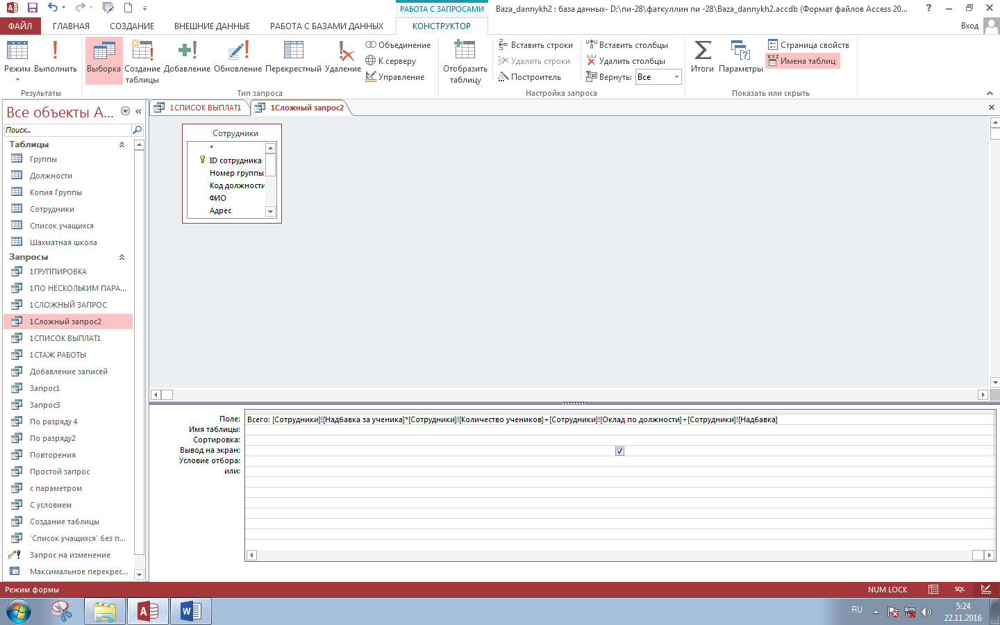 РАБОТА С ЗАПРОСАМИ
Baza_dannykh2 : база данных- D:\пи-28\фаткуллин пи -28\Baza_dannykh2.accdb (Формат файлов Access 20...
ФАЙЛ ГЛАВНАЯ СОЗДАНИЕ ВНЕШНИЕ ДАННЫЕ РАБОТА С БАЗАМИ ДАННЫХ КОНСТРУКТОР Вход
Режим
Выполнить
Результаты
Выборка
Создание таблицы
Добавление
Обновление
Перекрестный
Удаление
Объединение
К серверу
Управление
Тип запроса
Отобразить таблицу
Вставить строки
Удалить строки
Построитель
Вставить столбцы
Удалить столбцы
Вернуть: Все
Настройка запроса
Итоги
Параметры
Страница свойств
XYZ Имена таблиц
Показать или скрыть
Все объекты A...
Поиск...
Таблицы
Группы
Должности
Копия Группы
Сотрудники
Список учащихся
Шахматная школа
Запросы
1ГРУППИРОВКА
1ПО НЕСКОЛЬКИМ ПАРА...
1СЛОЖНЫЙ ЗАПРОС
1Сложный запрос2
1СПИСОК ВЫПЛАТ1
1СТАЖ РАБОТЫ
Добавление записей
Запрос1
Запрос3
По разряду 4
По разряду2
Повторения
Простой запрос
с параметром
С условием
Создание таблицы
'Список учащихся' без п...
Запрос на изменение
Максимальное перекрес...
1СПИСОК ВЫПЛАТ1
1Сложный запрос2
Сотрудники
*
ID сотрудника
Номер группы
Код должности
ФИО
Адрес
Поле: Всего: [Сотрудники]![Надбавка за ученика]*[Сотрудники]![Количество учеников]+[Сотрудники]![Оклад по должности]+[Сотрудники]![Надбавка]
Имя таблицы:
Сортировка:
Вывод на экран:
Условие отбора:
или:
Режим формы
NUM LOCK
SQL
RU
5:24
22.11.2016